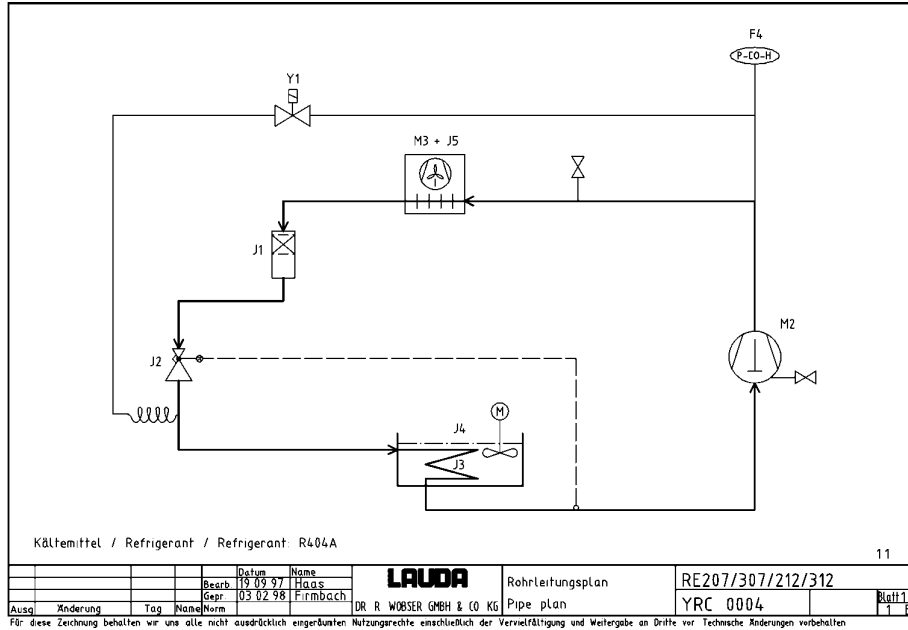 F4
P-CO-H
Y1
M3 + J5
J1
M2
J2
M
J4
J3
Kältemittel / Refrigerant / Refrigerant: R404A
11
Datum Name
Bearb. 19 09 97 Haas
Gepr. 03 02 98 Firmbach
Ausg Änderung Tag Name Norm
LAUDA
DR R WOBSER GMBH & CO KG
Rohrleitungsplan
Pipe plan
RE207/307/212/312
YRC 0004
Blatt 1
1
Für diese Zeichnung behalten wir uns alle nicht ausdrücklich eingeräumten Nutzungsrechte einschließlich der Vervielfältigung und Weitergabe an Dritte vor Technische Änderungen vorbehalten